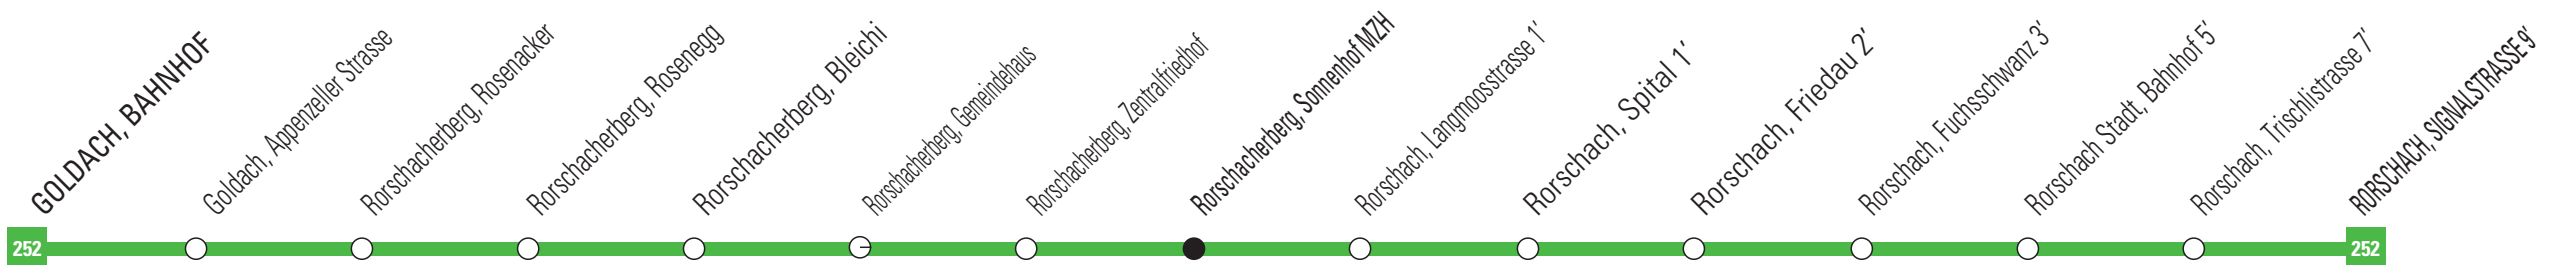 GOLDACH, BAHNHOF
Goldach, Appenzeller Strasse
Rorschacherberg, Rosenacker
Rorschacherberg, Rosenegg
Rorschacherberg, Bleichi
Rorschacherberg, Gemeindehaus
Rorschacherberg, Zentralfriedhof
Rorschacherberg, Sonnenhof MZH
Rorschach, Langmoosstrasse 1′
Rorschach, Spital 1′
Rorschach, Friedau 2′
Rorschach, Fuchsschwanz 3′
Rorschach Stadt, Bahnhof 5′
Rorschach, Trischlistrasse 7′
RORSCHACH, SIGNALSTRASSE 9′
252
252